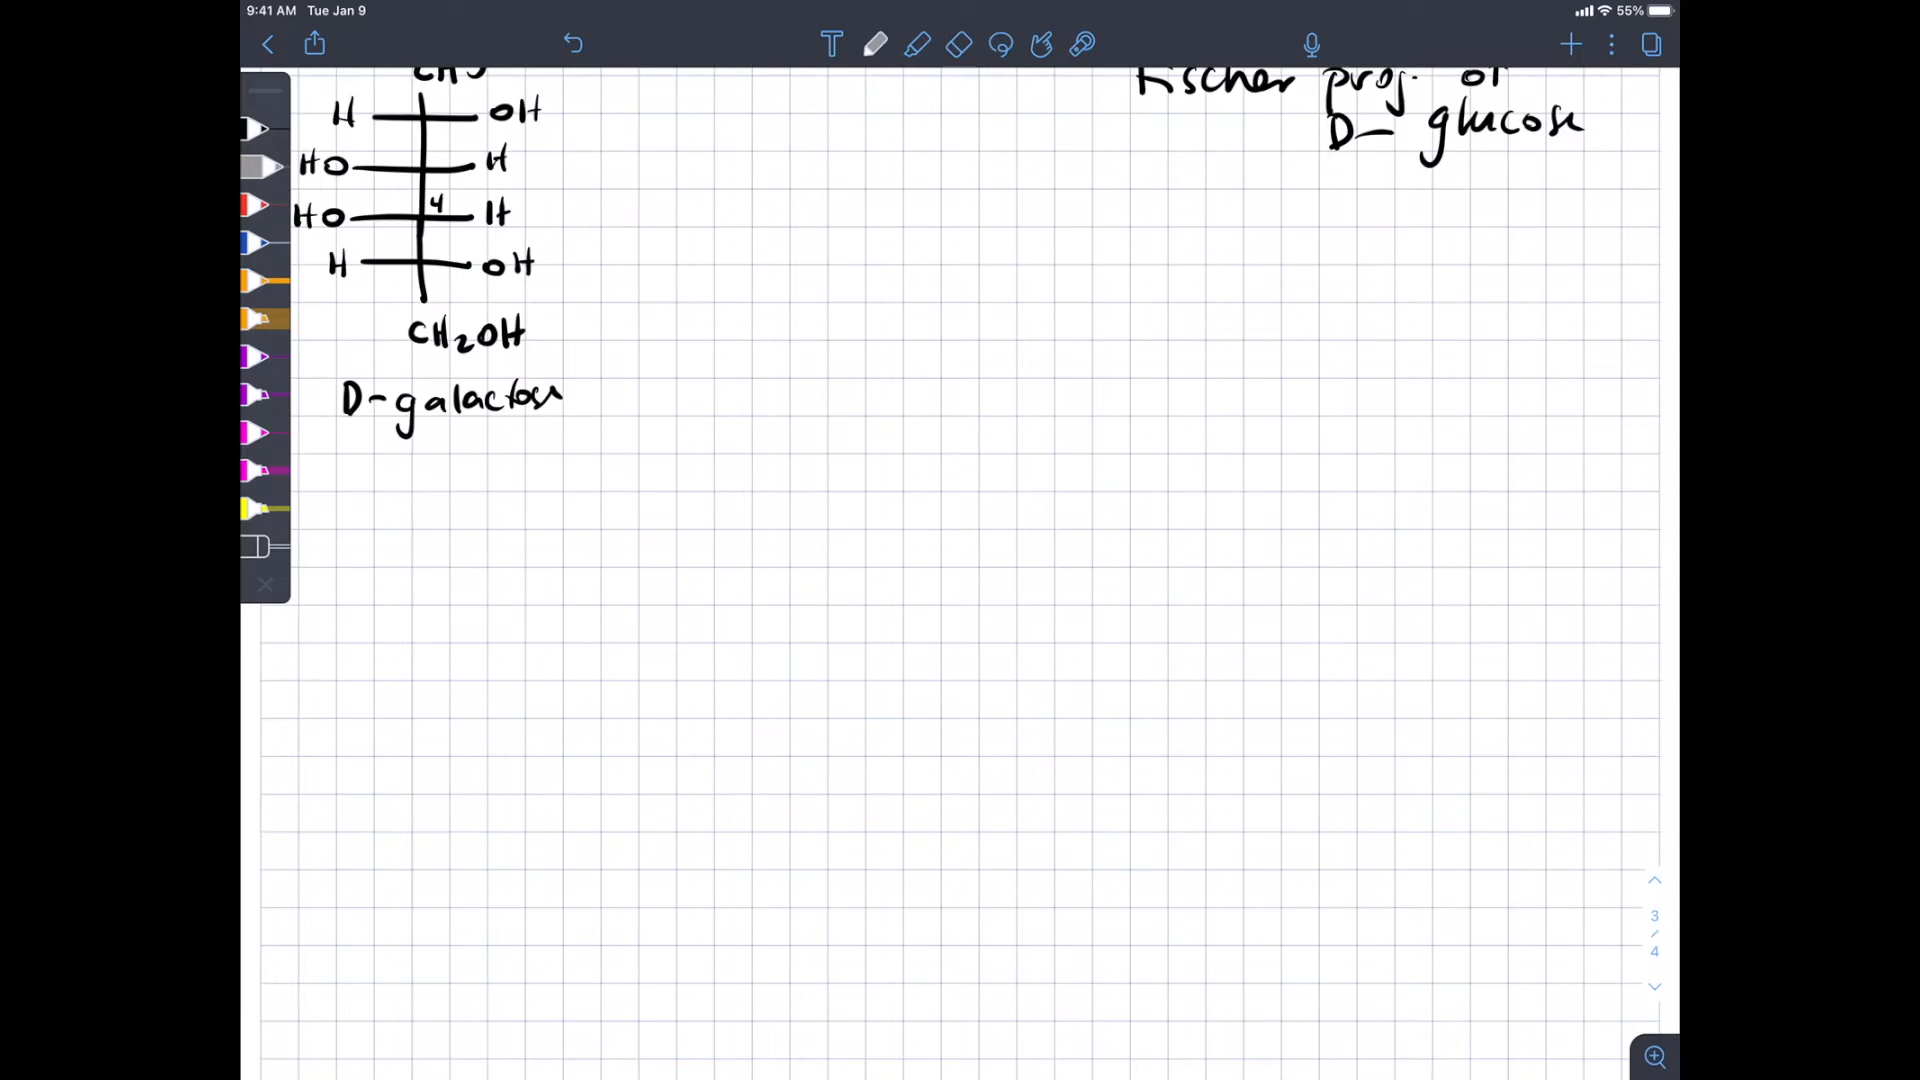 9:41 AM Tue Jan 9
55%
H OH
HO H
4
HO H
H OH
CH2OH
D-galactose
Fischer proj. of
D- glucose
3
/
4